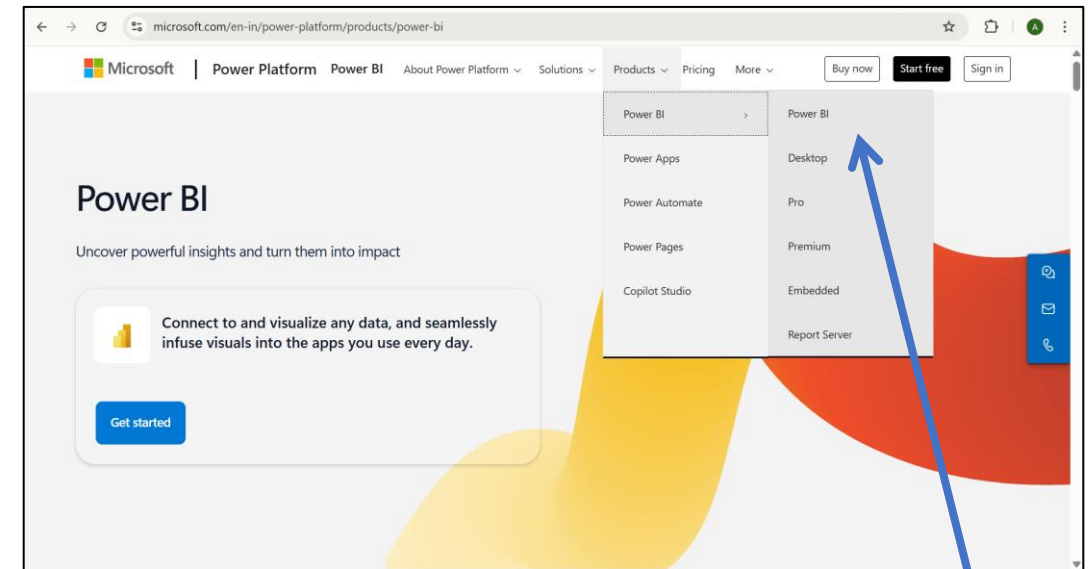 microsoft.com/en-in/power-platform/products/power-bi
A
Microsoft Power Platform Power BI About Power Platform Solutions Products Pricing More Buy now Start free Sign in
Power BI Power BI
Power Apps Desktop
Power Automate Pro
Power Pages Premium
Copilot Studio Embedded
Report Server
Power BI
Uncover powerful insights and turn them into impact
Connect to and visualize any data, and seamlessly
infuse visuals into the apps you use every day.
Get started